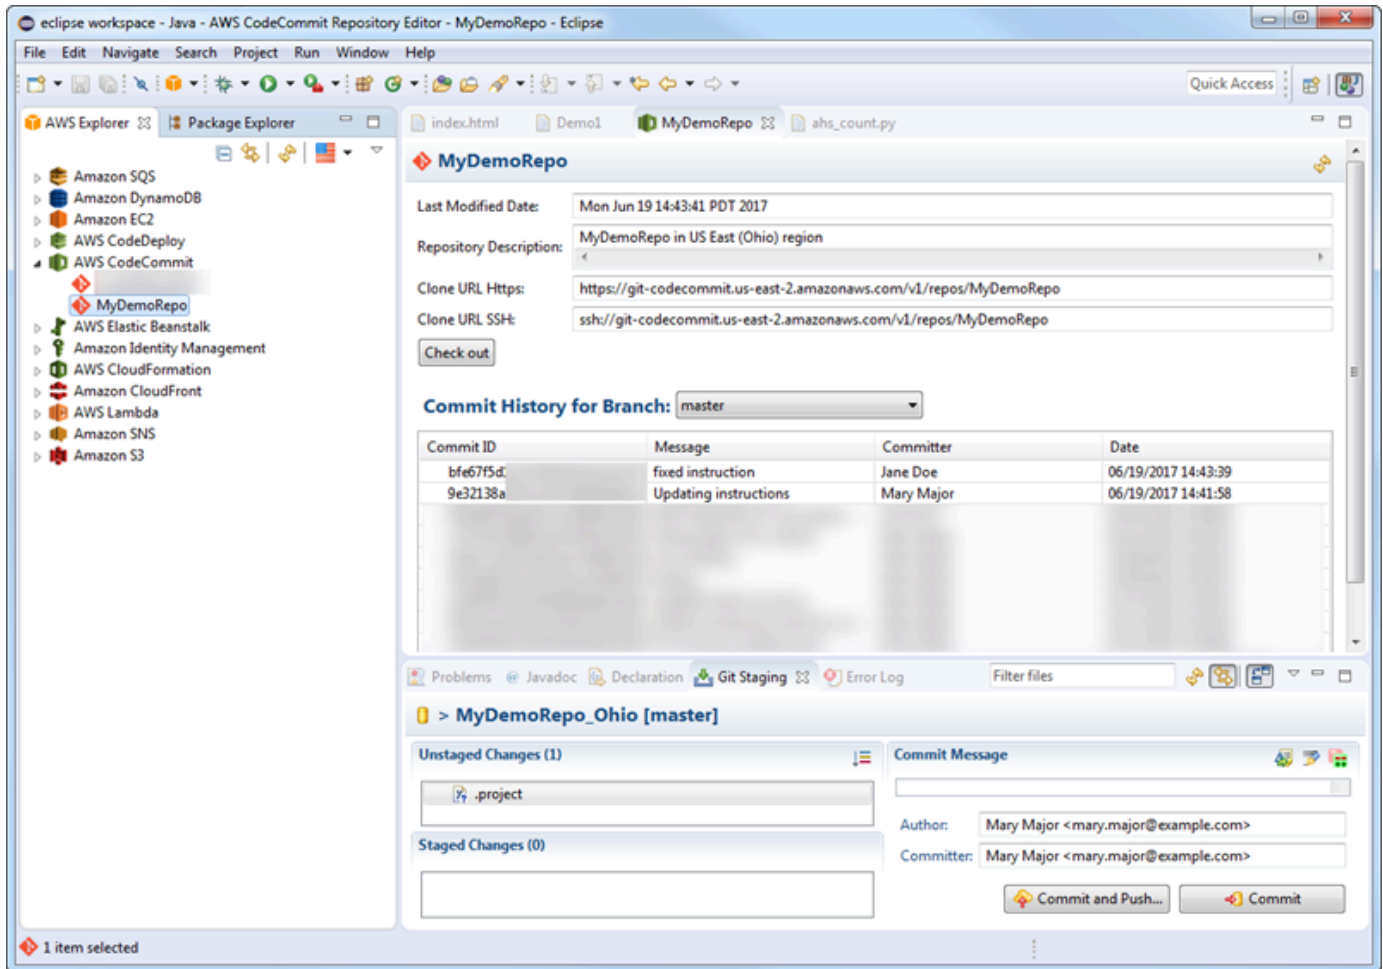 eclipse workspace - Java - AWS CodeCommit Repository Editor - MyDemoRepo - Eclipse
File Edit Navigate Search Project Run Window Help
Quick Access
AWS Explorer
Package Explorer
Amazon SQS
Amazon DynamoDB
Amazon EC2
AWS CodeDeploy
AWS CodeCommit
MyDemoRepo
AWS Elastic Beanstalk
Amazon Identity Management
AWS CloudFormation
Amazon CloudFront
AWS Lambda
Amazon SNS
Amazon S3
index.html Demo1 MyDemoRepo ahs_count.py
MyDemoRepo
Last Modified Date: Mon Jun 19 14:43:41 PDT 2017
Repository Description: MyDemoRepo in US East (Ohio) region
Clone URL Https: https://git-codecommit.us-east-2.amazonaws.com/v1/repos/MyDemoRepo
Clone URL SSH: ssh://git-codecommit.us-east-2.amazonaws.com/v1/repos/MyDemoRepo
Check out
Commit History for Branch: master
Commit ID Message Committer Date
bfe67f5d fixed instruction Jane Doe 06/19/2017 14:43:39
9e32138a Updating instructions Mary Major 06/19/2017 14:41:58
Problems @ Javadoc Declaration Git Staging Error Log Filter files
> MyDemoRepo_Ohio [master]
Unstaged Changes (1)
.project
Staged Changes (0)
Commit Message
Author: Mary Major <mary.major@example.com>
Committer: Mary Major <mary.major@example.com>
Commit and Push... Commit
1 item selected